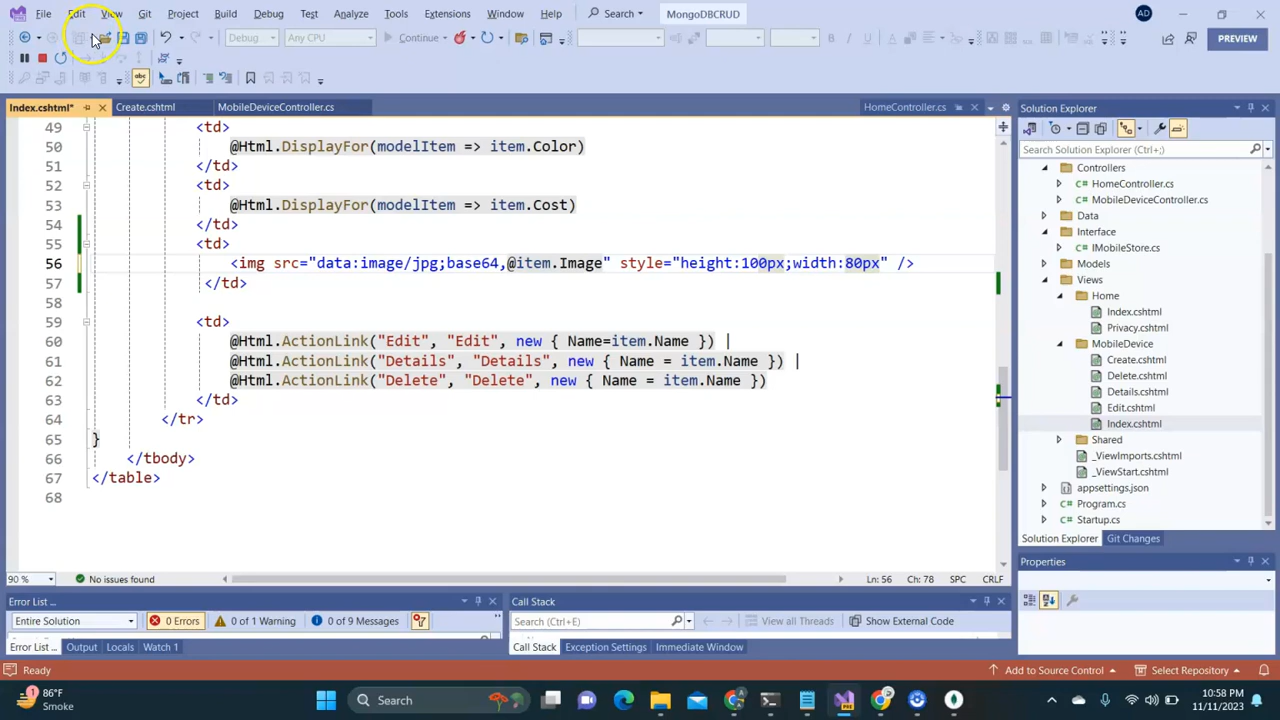 File Edit View Git Project Build Debug Test Analyze Tools Extensions Window Help Search MongoDBCRUD AD
Debug Any CPU Continue PREVIEW
abc
Index.cshtml* Create.cshtml MobileDeviceController.cs HomeController.cs
49 <td>
50 @Html.DisplayFor(modelItem => item.Color)
51 </td>
52 <td>
53 @Html.DisplayFor(modelItem => item.Cost)
54 </td>
55 <td>
56 <img src="data:image/jpg;base64,@item.Image" style="height:100px;width:80px" />
57 </td>
58
59 <td>
60 @Html.ActionLink("Edit", "Edit", new { Name=item.Name }) |
61 @Html.ActionLink("Details", "Details", new { Name = item.Name }) |
62 @Html.ActionLink("Delete", "Delete", new { Name = item.Name })
63 </td>
64 </tr>
65 }
66 </tbody>
67 </table>
68
90 % No issues found Ln: 56 Ch: 78 SPC CRLF
Solution Explorer
Search Solution Explorer (Ctrl+;)
Controllers
C# HomeController.cs
C# MobileDeviceController.cs
Data
Interface
C# IMobileStore.cs
Models
Views
Home
Index.cshtml
Privacy.cshtml
MobileDevice
Create.cshtml
Delete.cshtml
Details.cshtml
Edit.cshtml
Index.cshtml
Shared
_ViewImports.cshtml
_ViewStart.cshtml
appsettings.json
C# Program.cs
C# Startup.cs
Solution Explorer Git Changes
Properties
Error List ...
Entire Solution 0 Errors 0 of 1 Warning 0 of 9 Messages
Error List ... Output Locals Watch 1
Call Stack
Search (Ctrl+E) View all Threads Show External Code
Call Stack Exception Settings Immediate Window
Ready Add to Source Control Select Repository
86°F
Smoke
Search
PRE
10:58 PM
11/11/2023